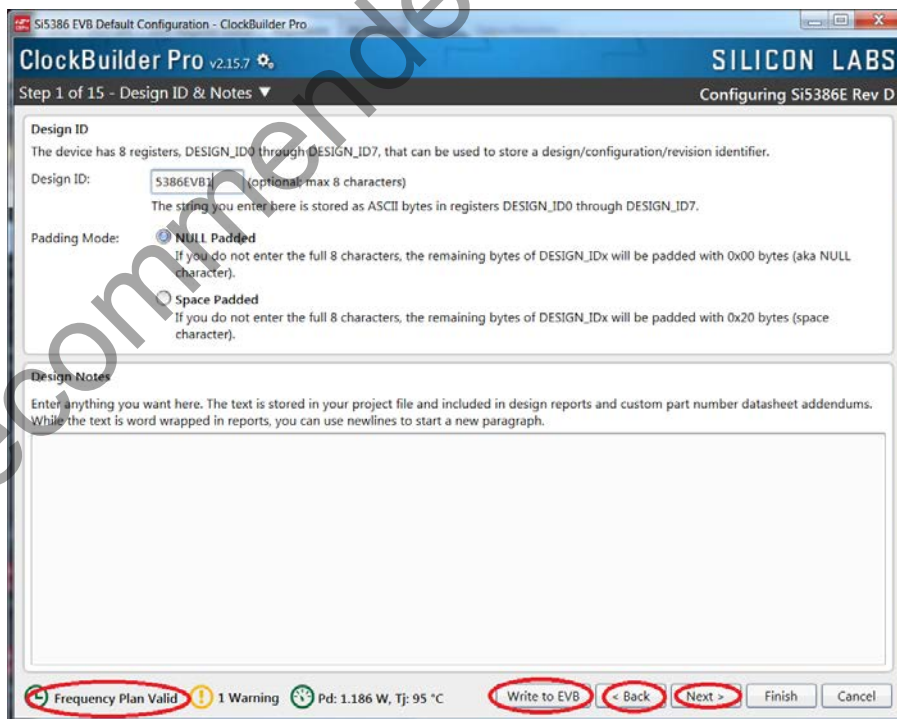 Si5386 EVB Default Configuration - ClockBuilder Pro
ClockBuilder Pro v2.15.7
SILICON LABS
Step 1 of 15 - Design ID & Notes ▼
Configuring Si5386E Rev D
Design ID
The device has 8 registers, DESIGN_ID0 through DESIGN_ID7, that can be used to store a design/configuration/revision identifier.
Design ID: 5386EVB1 (optional; max 8 characters)
The string you enter here is stored as ASCII bytes in registers DESIGN_ID0 through DESIGN_ID7.
Padding Mode: NULL Padded
If you do not enter the full 8 characters, the remaining bytes of DESIGN_IDx will be padded with 0x00 bytes (aka NULL
character).
Space Padded
If you do not enter the full 8 characters, the remaining bytes of DESIGN_IDx will be padded with 0x20 bytes (space
character).
Design Notes
Enter anything you want here. The text is stored in your project file and included in design reports and custom part number datasheet addendums.
While the text is word wrapped in reports, you can use newlines to start a new paragraph.
Frequency Plan Valid 1 Warning Pd: 1.186 W, Tj: 95 °C Write to EVB < Back Next > Finish Cancel
ecommende